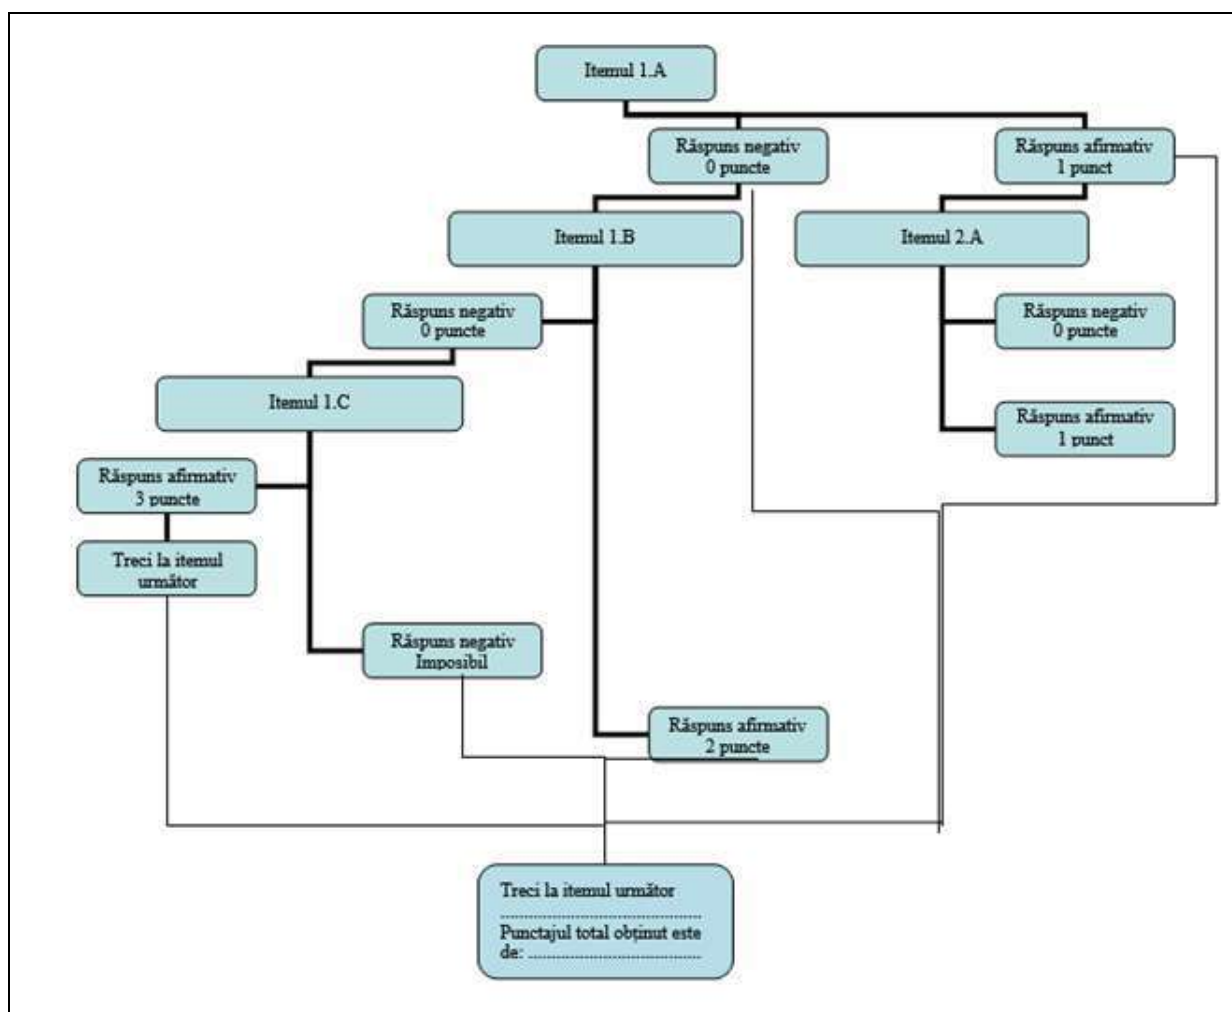 Itemul 1.A
Răspuns negativ
0 puncte
Răspuns afirmativ
1 punct
Itemul 1.B
Itemul 2.A
Răspuns negativ
0 puncte
Răspuns negativ
0 puncte
Itemul 1.C
Răspuns afirmativ
1 punct
Răspuns afirmativ
3 puncte
Treci la itemul
următor
Răspuns negativ
Imposibil
Răspuns afirmativ
2 puncte
Treci la itemul următor
..................................................
Punctajul total obținut este
de: ...........................................